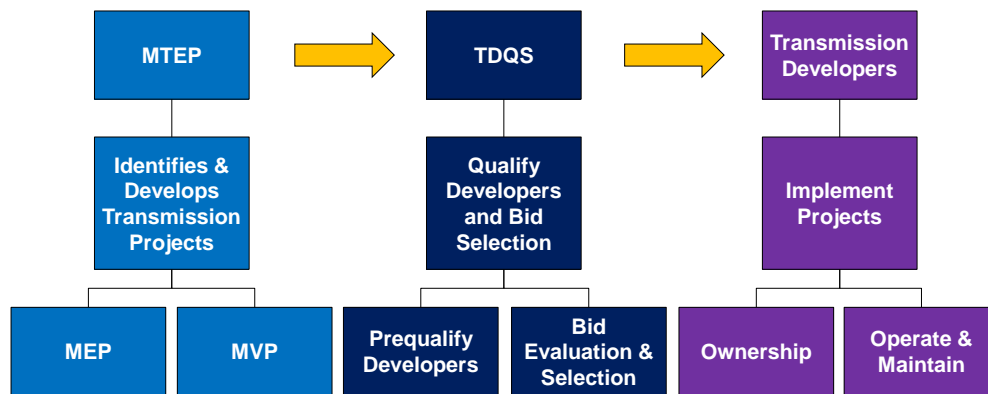 MTEP
TDQS
Transmission
Developers
Identifies &
Develops
Transmission
Projects
Qualify
Developers
and Bid
Selection
Implement
Projects
MEP
MVP
Prequalify
Developers
Bid
Evaluation &
Selection
Ownership
Operate &
Maintain